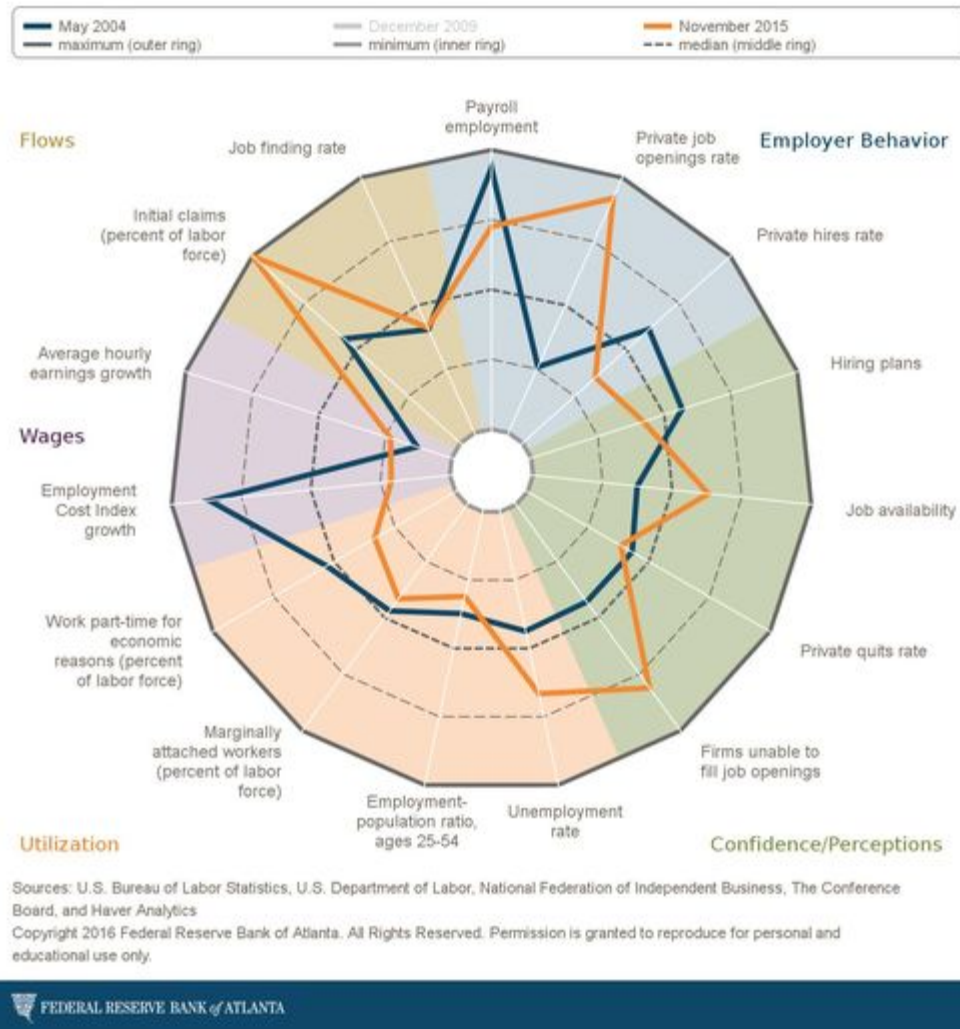 May 2004
December 2009
November 2015
maximum (outer ring)
minimum (inner ring)
median (middle ring)
Payroll
employment
Flows
Job finding rate
Private job
openings rate
Employer Behavior
Initial claims
(percent of labor
force)
Private hires rate
Average hourly
earnings growth
Hiring plans
Wages
Employment
Cost Index
growth
Job availability
Work part-time for
economic
reasons (percent
of labor force)
Private quits rate
Marginally
attached workers
(percent of labor
force)
Firms unable to
fill job openings
Employment-
population ratio,
ages 25-54
Unemployment
rate
Utilization
Confidence/Perceptions
Sources: U.S. Bureau of Labor Statistics, U.S. Department of Labor, National Federation of Independent Business, The Conference
Board, and Haver Analytics
Copyright 2016 Federal Reserve Bank of Atlanta. All Rights Reserved. Permission is granted to reproduce for personal and
educational use only.
FEDERAL RESERVE BANK of ATLANTA